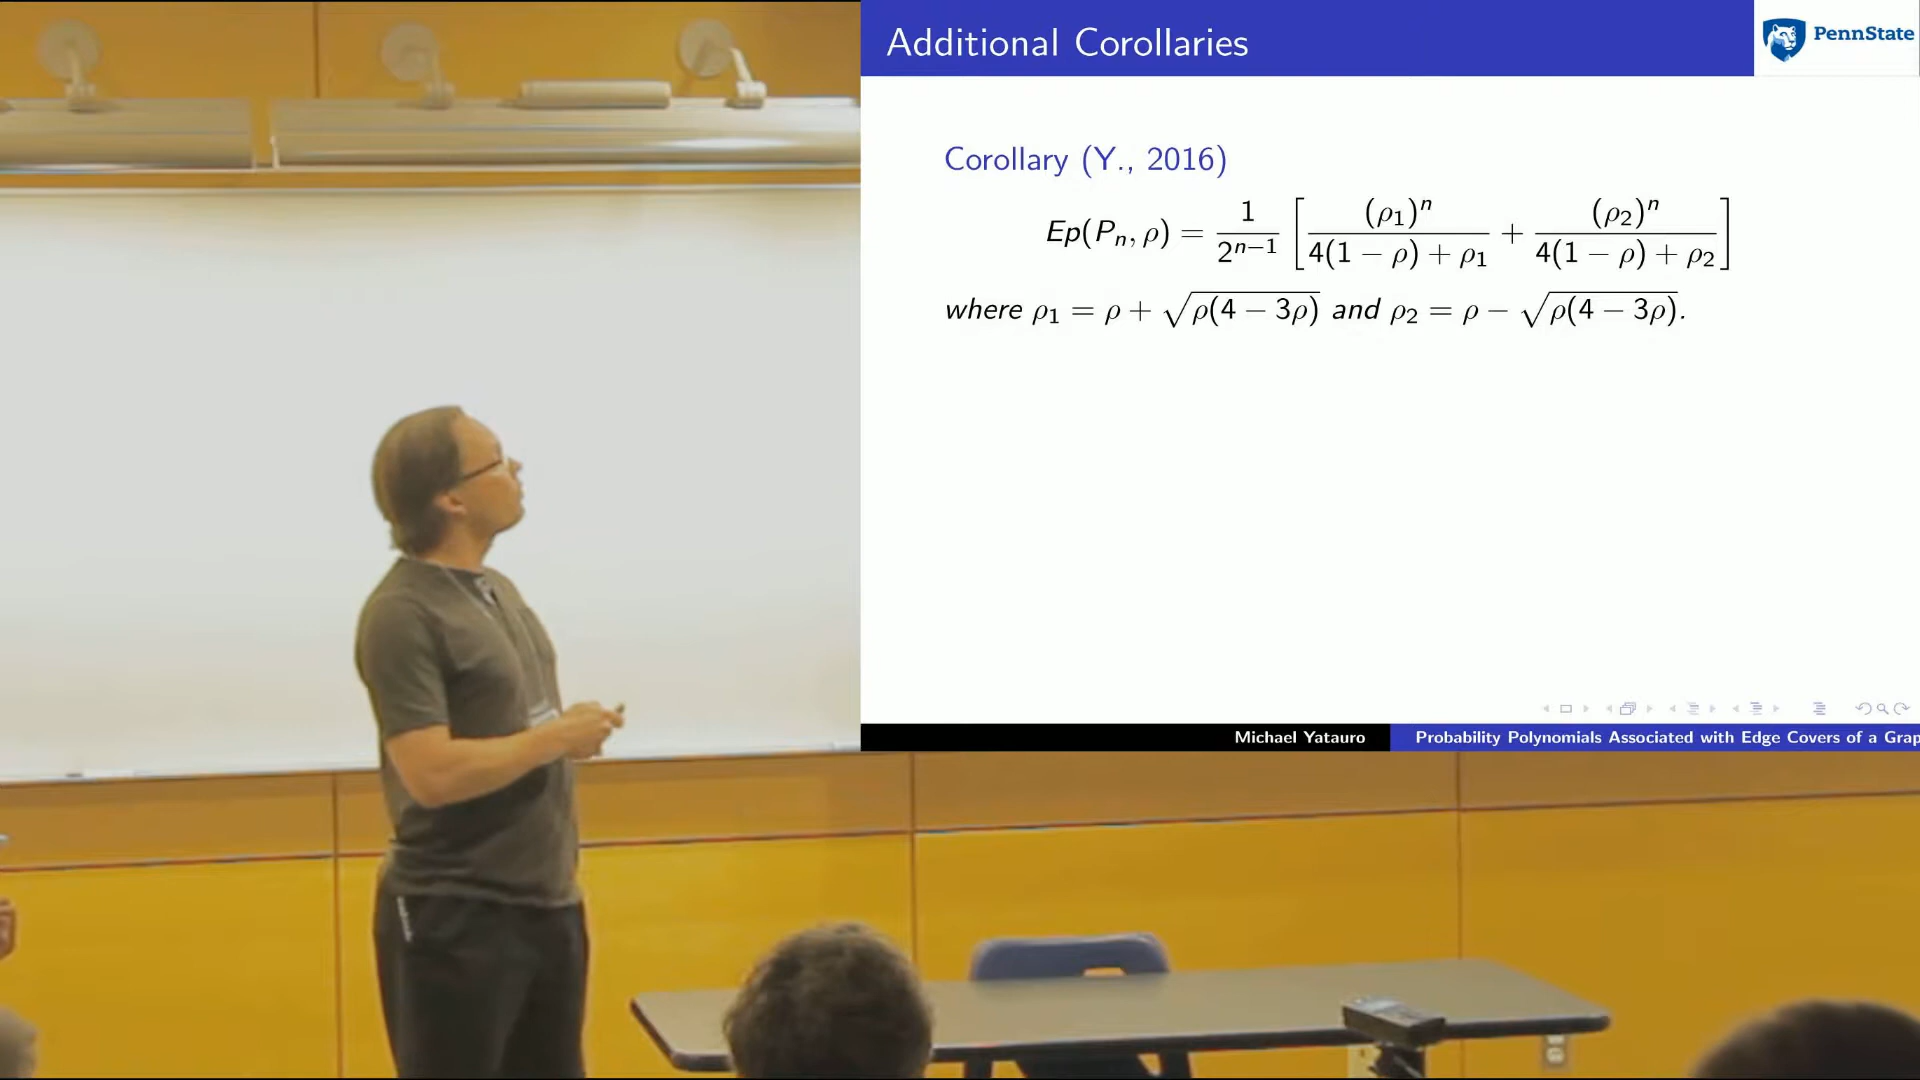 Additional Corollaries
PennState
Corollary (Y., 2016)
Ep(Pₙ, ρ) = 1/2ⁿ⁻¹ [ (ρ₁)ⁿ / (4(1 − ρ) + ρ₁) + (ρ₂)ⁿ / (4(1 − ρ) + ρ₂) ]
where ρ₁ = ρ + √(ρ(4 − 3ρ)) and ρ₂ = ρ − √(ρ(4 − 3ρ)).
Michael Yatauro
Probability Polynomials Associated with Edge Covers of a Grap